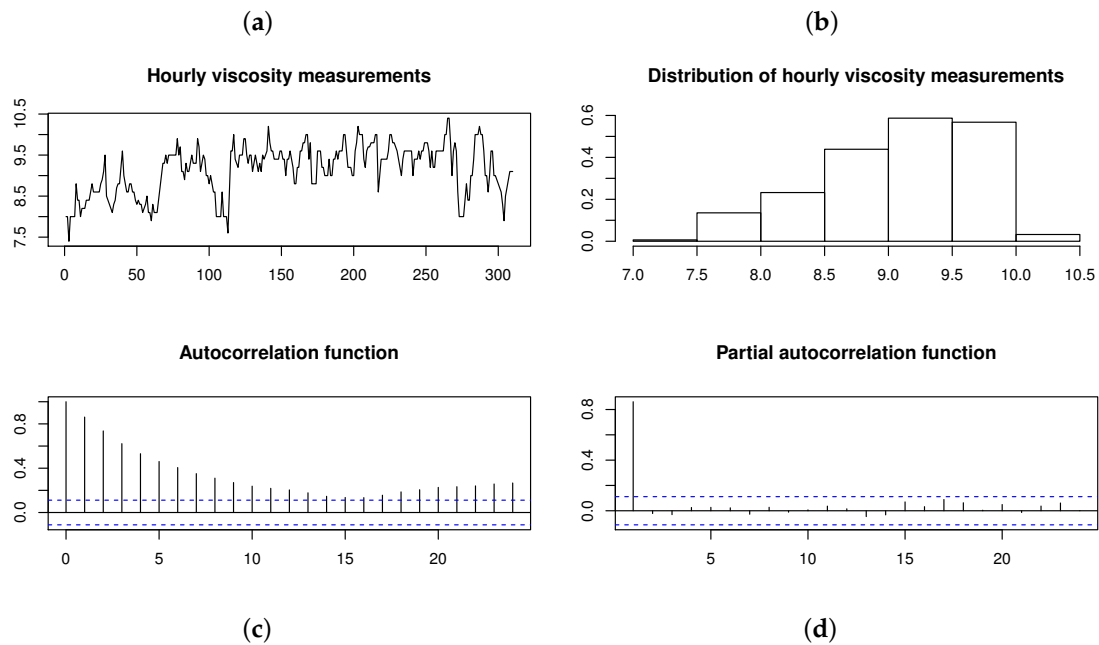 (a)
(b)
Hourly viscosity measurements
7.5 8.5 9.5 10.5
0 50 100 150 200 250 300
Distribution of hourly viscosity measurements
0.0 0.2 0.4 0.6
7.0 7.5 8.0 8.5 9.0 9.5 10.0 10.5
Autocorrelation function
0.0 0.4 0.8
0 5 10 15 20
Partial autocorrelation function
0.0 0.4 0.8
5 10 15 20
(c)
(d)